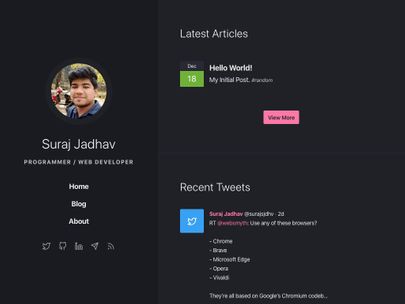 Suraj Jadhav
PROGRAMMER / WEB DEVELOPER
Home
Blog
About
Latest Articles
Dec
18
Hello World!
My Initial Post. #random
View More
Recent Tweets
Suraj Jadhav @surajsjdhv · 2d
RT @websmyth: Use any of these browsers?
- Chrome
- Brave
- Microsoft Edge
- Opera
- Vivaldi
They're all based on Google's Chromium codeb...